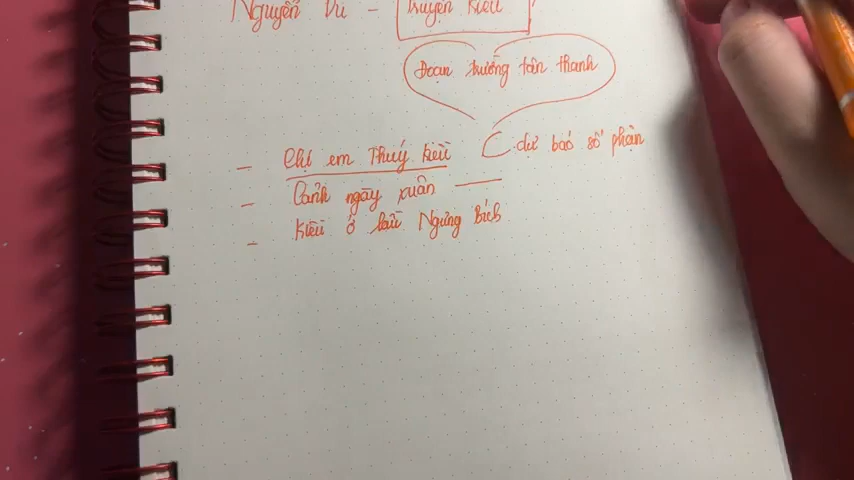 Nguyễn Du - Truyện Kiều
Đoạn trường tân thanh
- Chị em Thuý Kiều
dự báo số phận
- Cảnh ngày xuân
- Kiều ở lầu Ngưng Bích